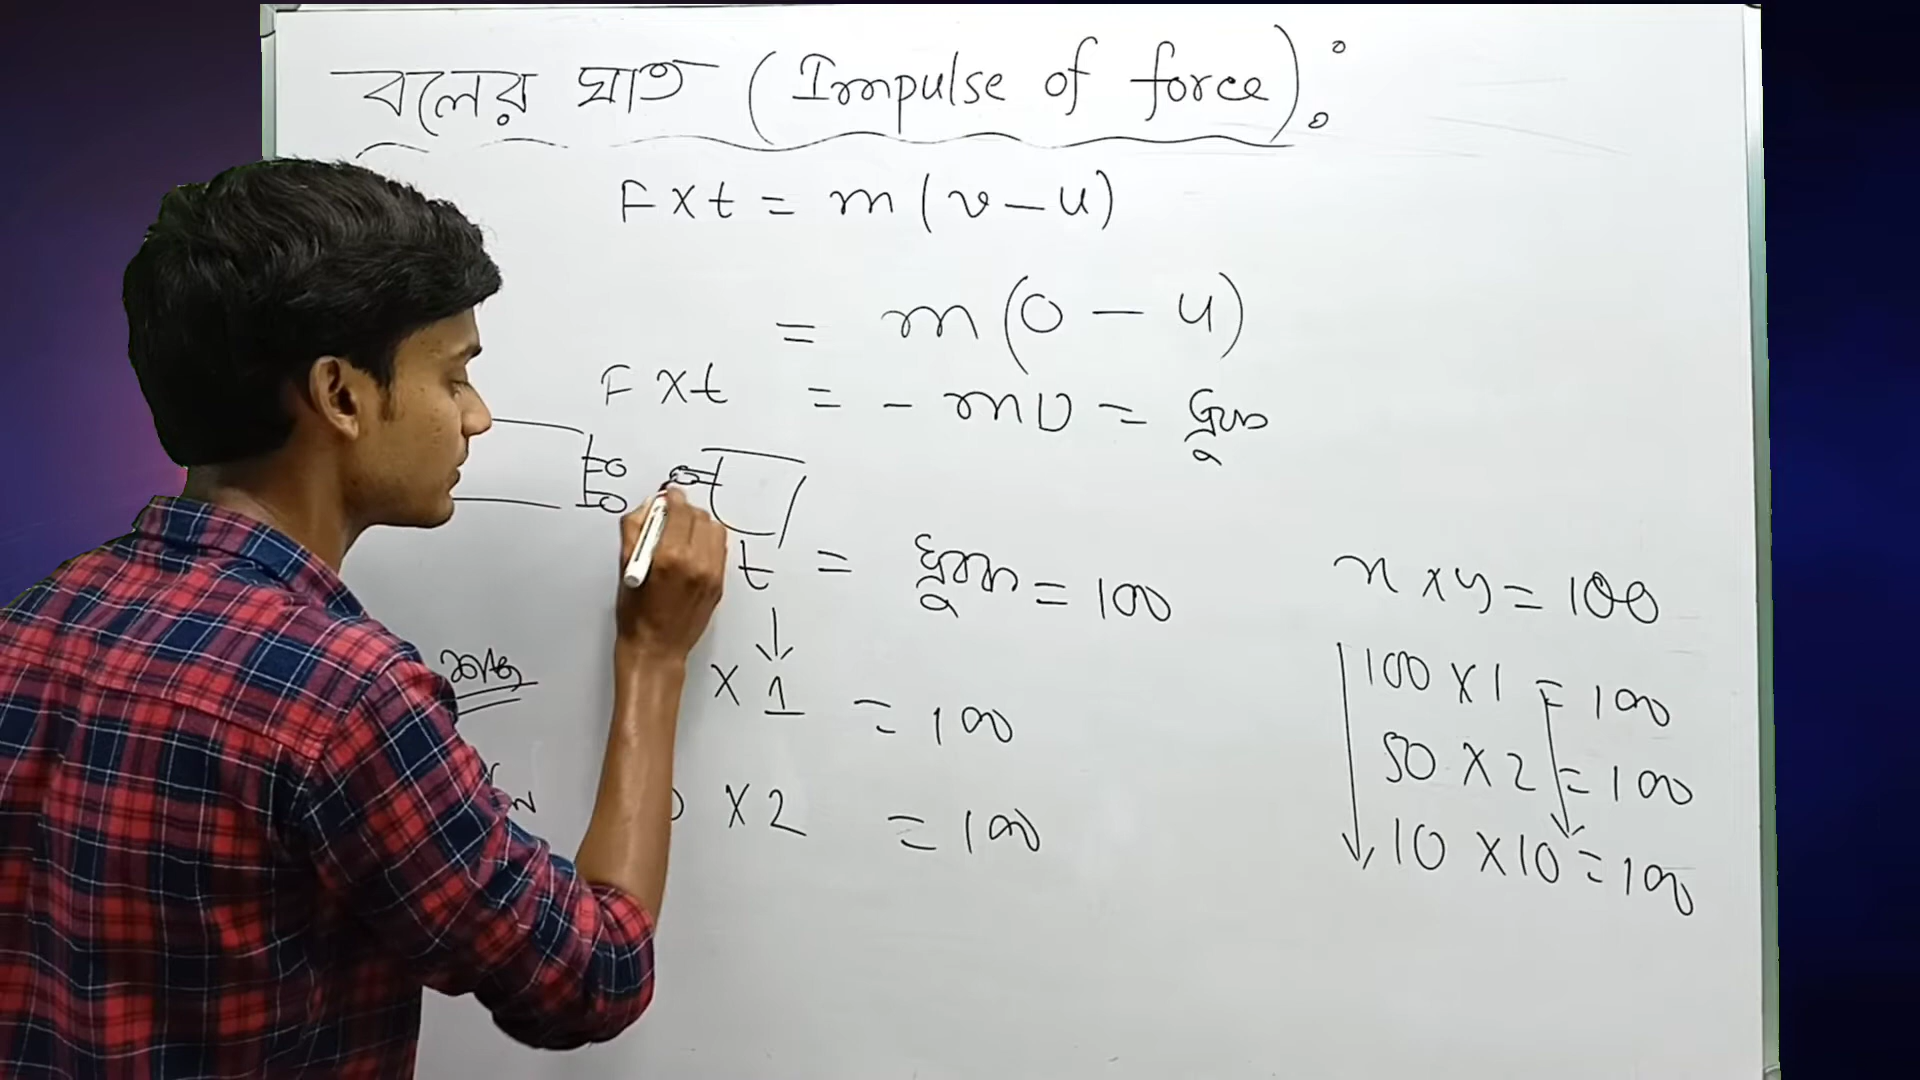 বলের ঘাত (Impulse of force):
F x t = m (v - u)
= m (0 - u)
F x t = - mu = ধ্রুব
t = ধ্রুবক = 100
x 1 = 100
x 2 = 100
x x y = 100
100 x 1 = 100
50 x 2 = 100
10 x 10 = 100